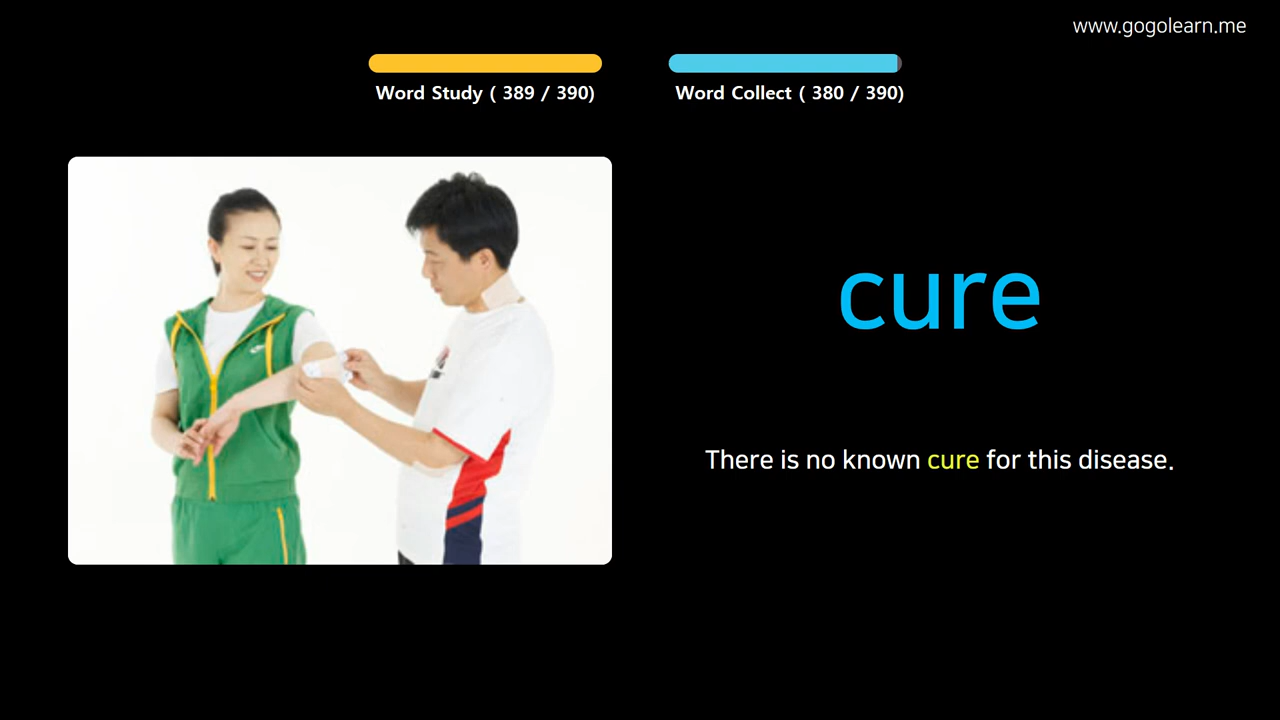 www.gogolearn.me
Word Study ( 389 / 390)
Word Collect ( 380 / 390)
cure
There is no known cure for this disease.